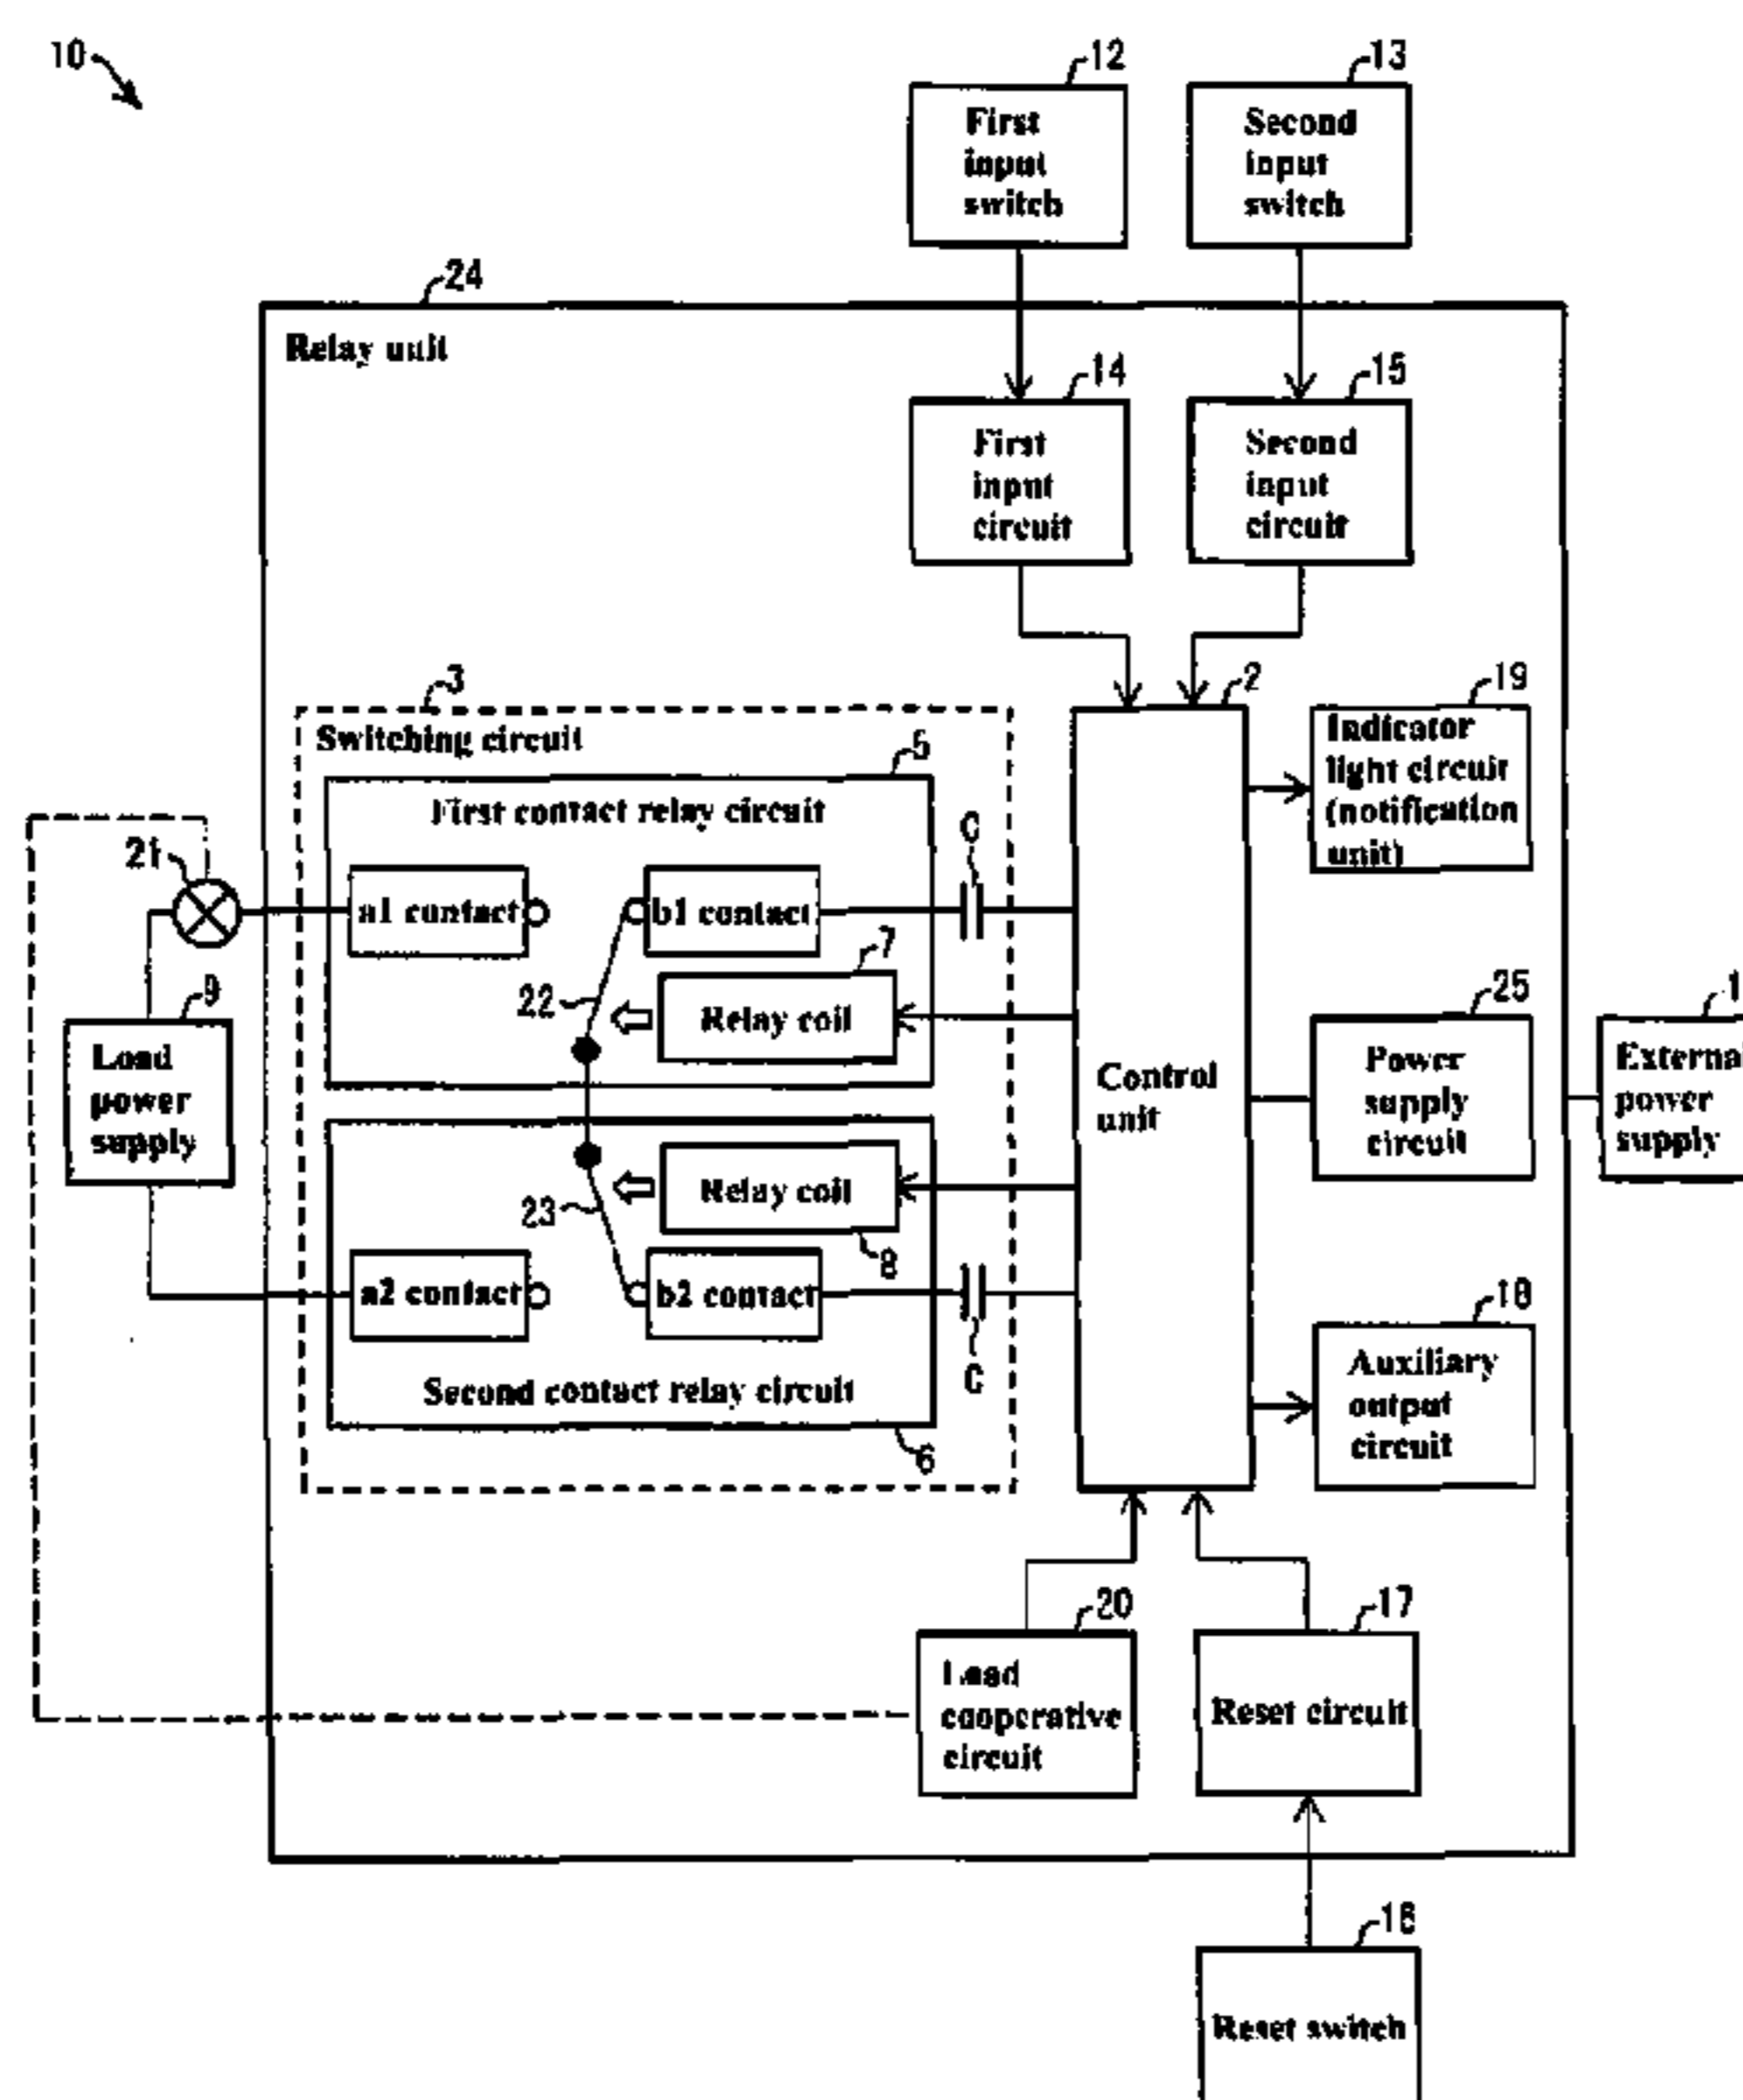 10
12
13
First
input
switch
Second
input
switch
24
Relay unit
14
15
First
input
circuit
Second
input
circuit
3
2
19
Switching circuit
5
Indicator
light circuit
(notification
unit)
First contact relay circuit
21
C
a1 contact
b1 contact
7
9
22
Relay coil
25
Load
power
supply
Control
unit
Power
supply
circuit
External
power
supply
23
Relay coil
8
a2 contact
b2 contact
18
C
Second contact relay circuit
6
Auxiliary
output
circuit
20
17
Load
cooperative
circuit
Reset circuit
16
Reset switch